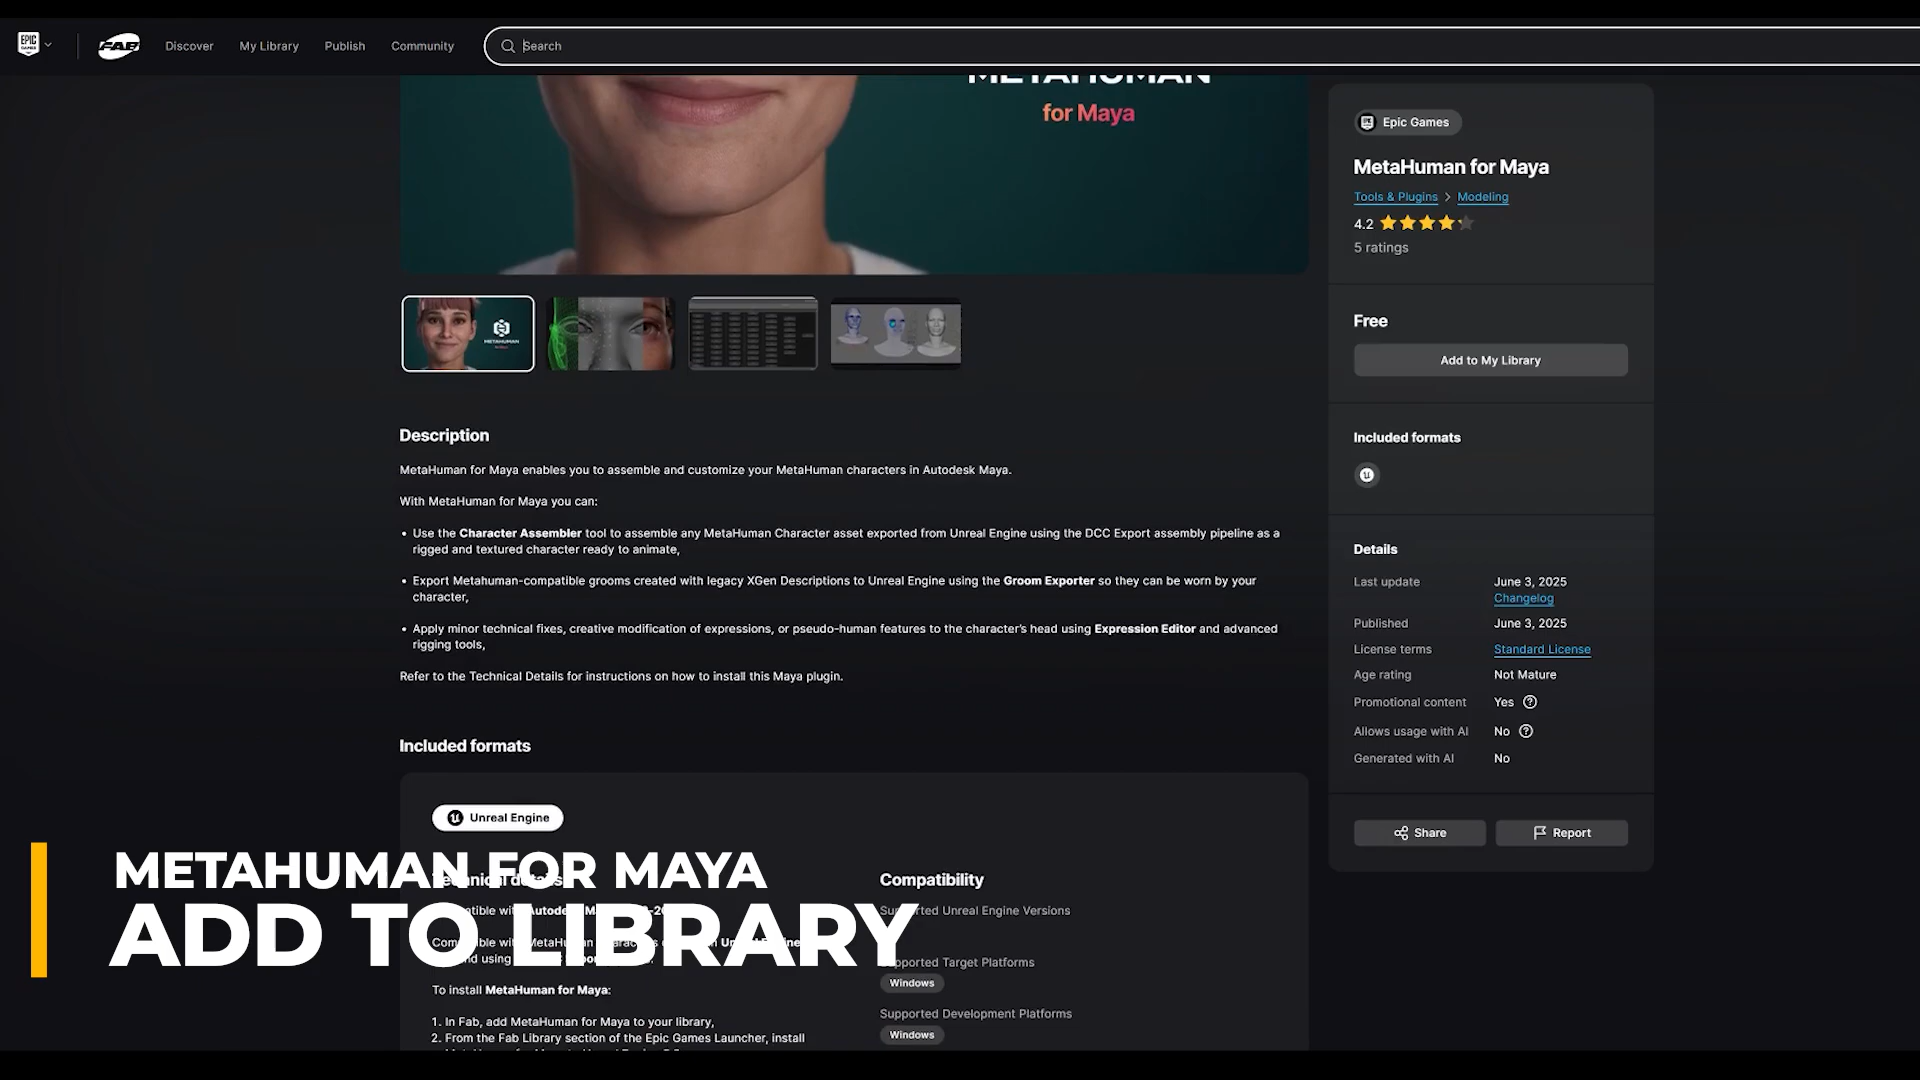 EPIC GAMES
FAB
Discover
My Library
Publish
Community
Search
for Maya
Epic Games
MetaHuman for Maya
Tools & Plugins > Modeling
4.2
5 ratings
METAHUMAN
Free
Add to My Library
Included formats
Description
MetaHuman for Maya enables you to assemble and customize your MetaHuman characters in Autodesk Maya.
With MetaHuman for Maya you can:
• Use the Character Assembler tool to assemble any MetaHuman Character asset exported from Unreal Engine using the DCC Export assembly pipeline as a
rigged and textured character ready to animate,
• Export Metahuman-compatible grooms created with legacy XGen Descriptions to Unreal Engine using the Groom Exporter so they can be worn by your
character,
• Apply minor technical fixes, creative modification of expressions, or pseudo-human features to the character's head using Expression Editor and advanced
rigging tools,
Refer to the Technical Details for instructions on how to install this Maya plugin.
Details
Last update June 3, 2025
Changelog
Published June 3, 2025
License terms Standard License
Age rating Not Mature
Promotional content Yes
Allows usage with AI No
Generated with AI No
Share
Report
Included formats
Unreal Engine
METAHUMAN FOR MAYA
ADD TO LIBRARY
Compatibility
Supported Unreal Engine Versions
Supported Target Platforms
Windows
Supported Development Platforms
Windows
To install MetaHuman for Maya:
1. In Fab, add MetaHuman for Maya to your library,
2. From the Fab Library section of the Epic Games Launcher, install